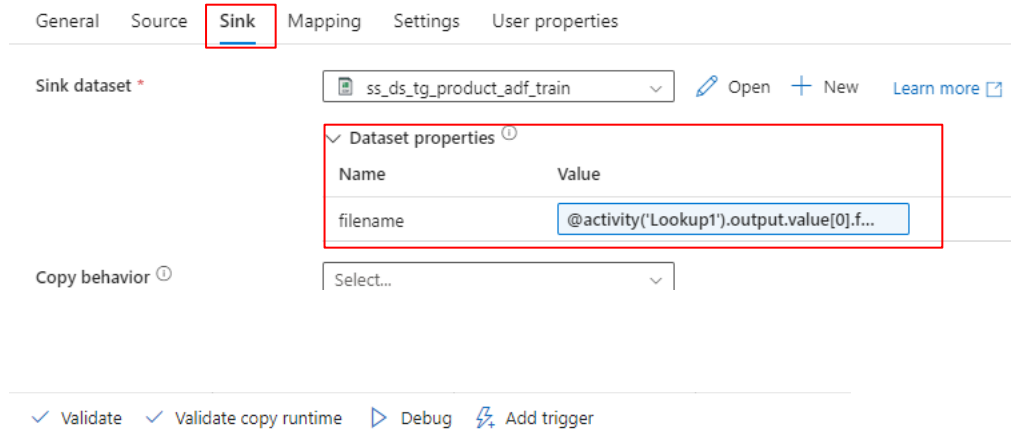 General Source Sink Mapping Settings User properties
Sink dataset * ss_ds_tg_product_adf_train Open New Learn more
Dataset properties
Name Value
filename @activity('Lookup1').output.value[0].f...
Copy behavior Select...
Validate Validate copy runtime Debug Add trigger